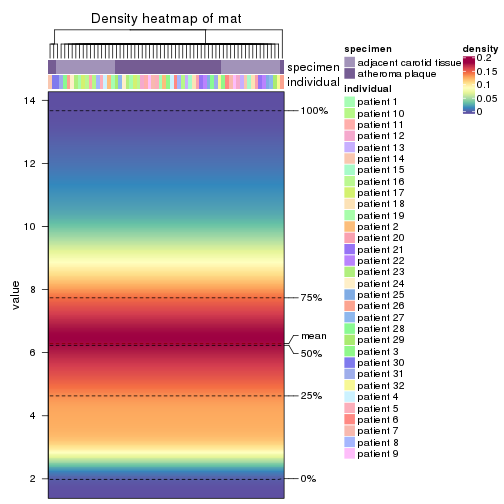 Density heatmap of mat
specimen
individual
value
14
12
10
8
6
4
2
100%
75%
mean
50%
25%
0%
specimen
adjacent carotid tissue
atheroma plaque
individual
patient 1
patient 10
patient 11
patient 12
patient 13
patient 14
patient 15
patient 16
patient 17
patient 18
patient 19
patient 2
patient 20
patient 21
patient 22
patient 23
patient 24
patient 25
patient 26
patient 27
patient 28
patient 29
patient 3
patient 30
patient 31
patient 32
patient 4
patient 5
patient 6
patient 7
patient 8
patient 9
density
0.2
0.15
0.1
0.05
0